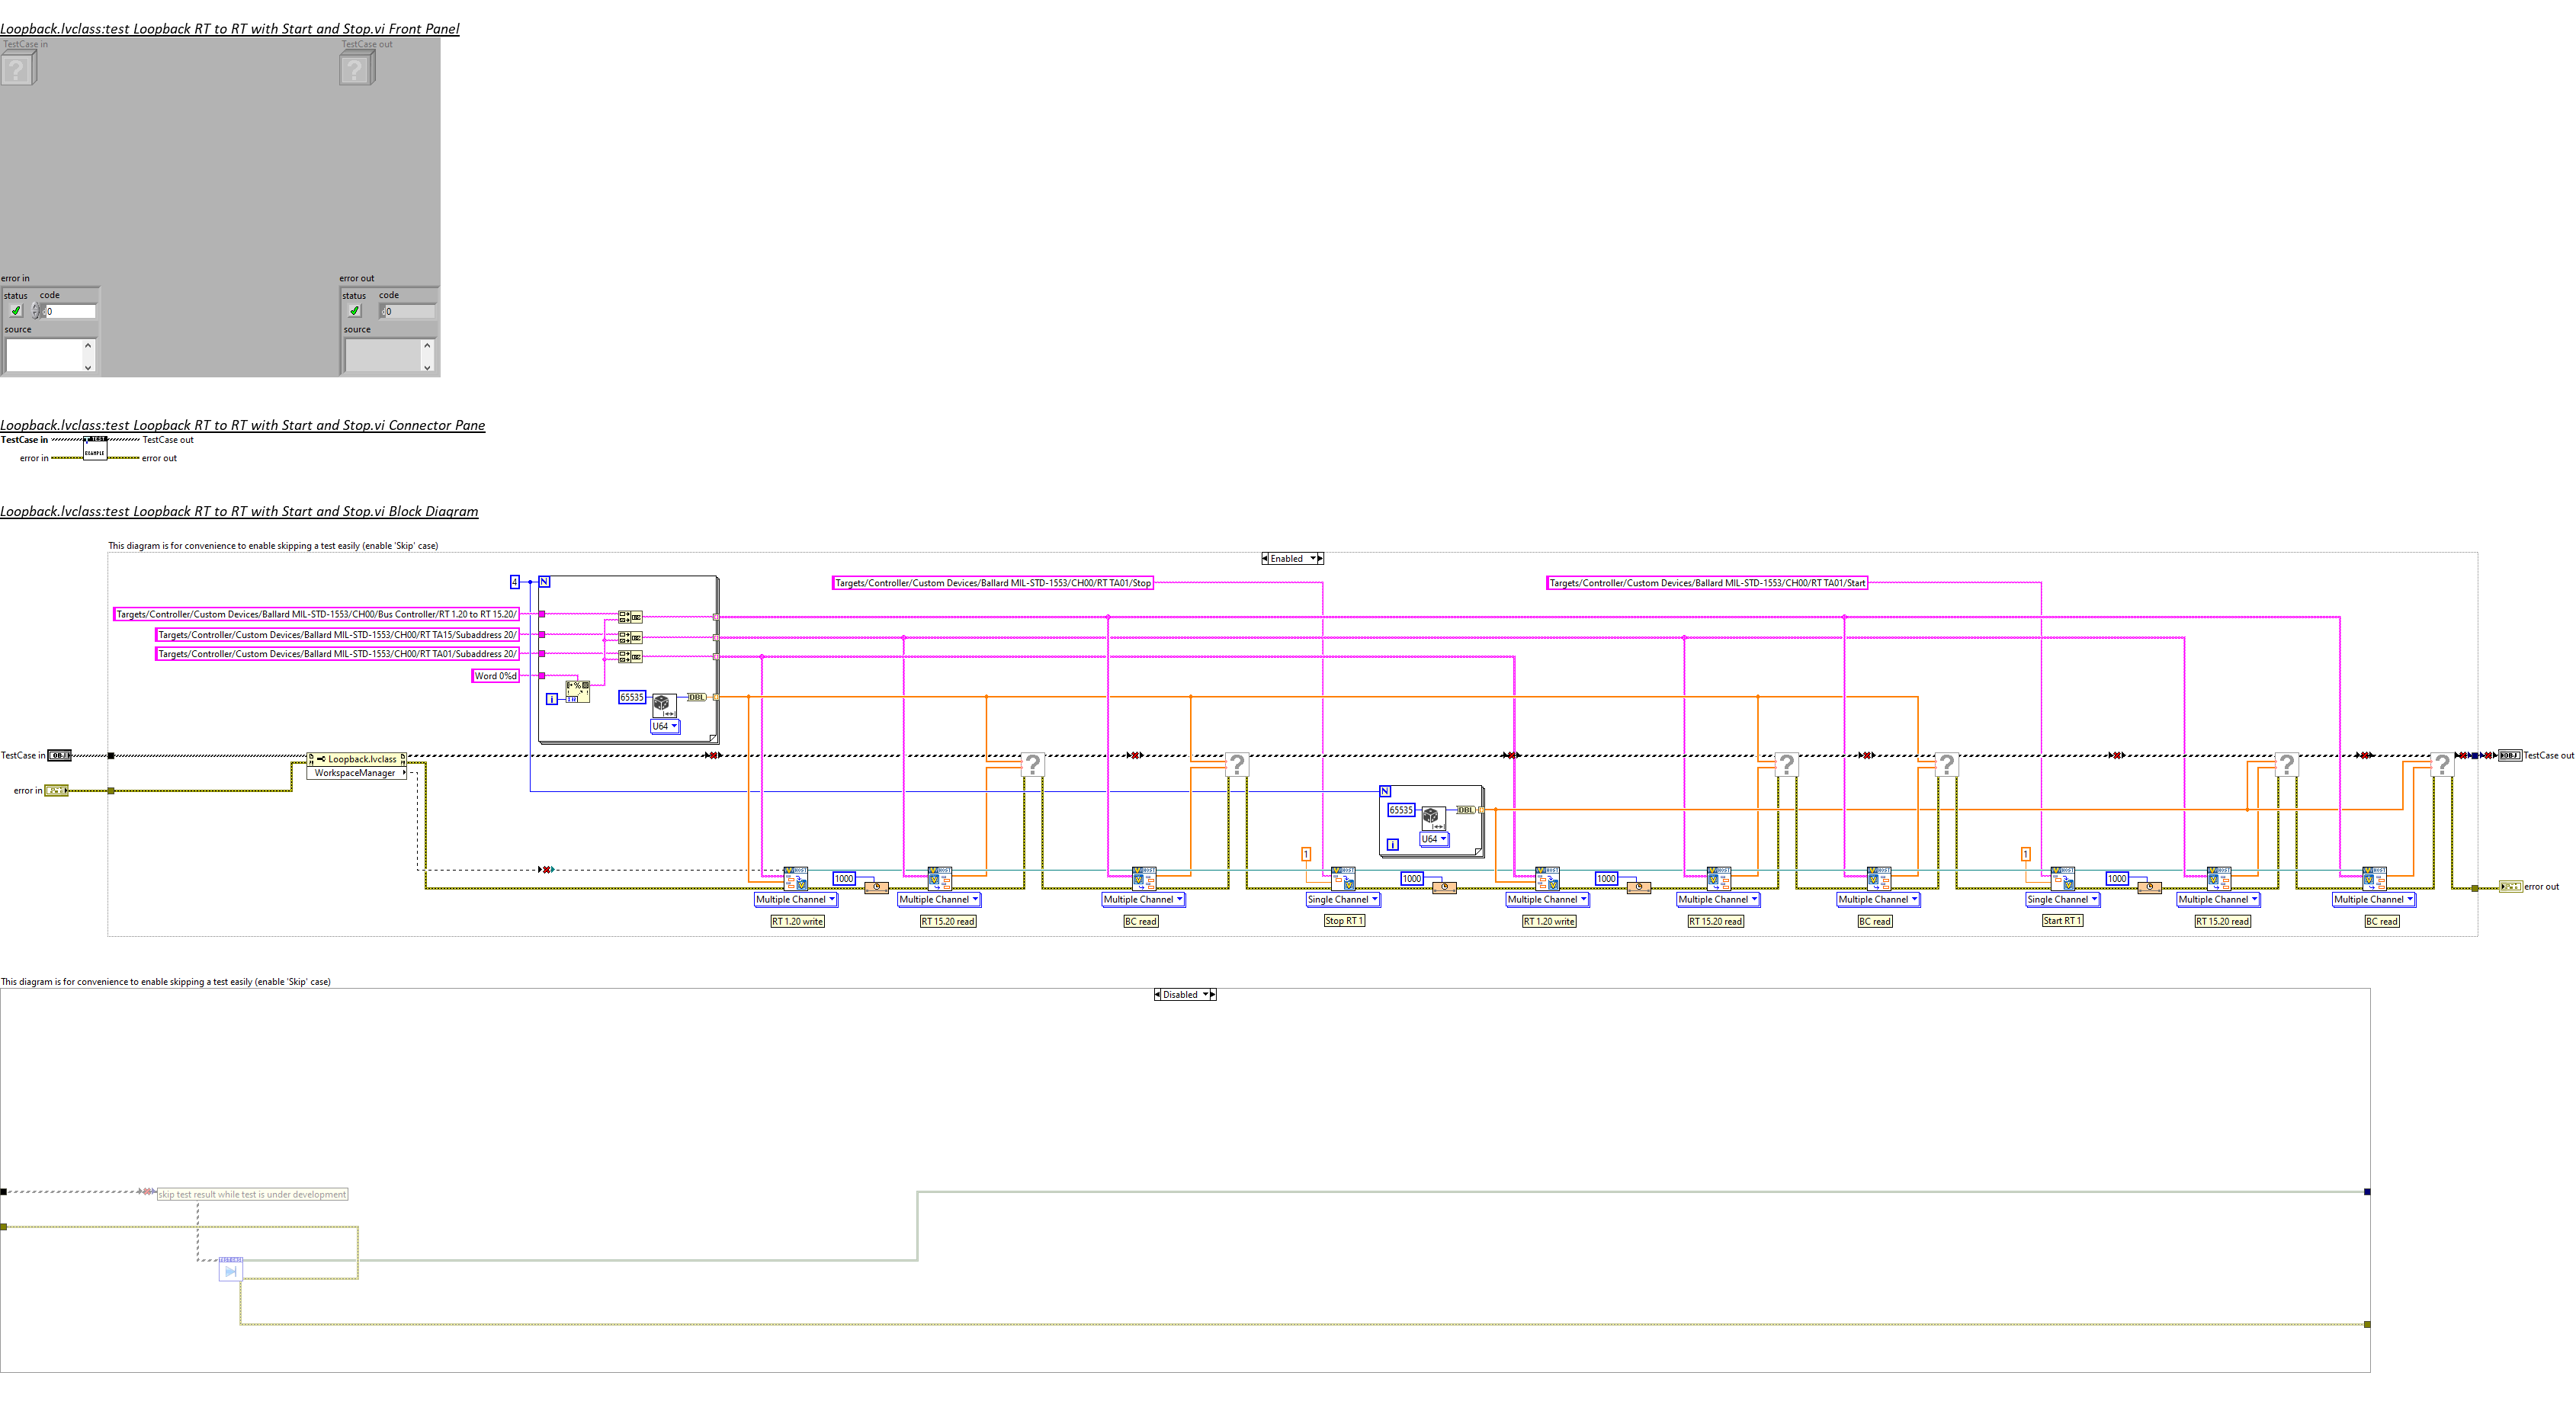 Loopback.lvclass:test Loopback RT to RT with Start and Stop.vi Front Panel
TestCase in
TestCase out
?
?
error in
error out
status code
status code
0
0
source
source
Loopback.lvclass:test Loopback RT to RT with Start and Stop.vi Connector Pane
TestCase in
TEST
EXAMPLE
TestCase out
error in
error out
Loopback.lvclass:test Loopback RT to RT with Start and Stop.vi Block Diagram
This diagram is for convenience to enable skipping a test easily (enable 'Skip' case)
Enabled
4
N
Targets/Controller/Custom Devices/Ballard MIL-STD-1553/CH00/RT TA01/Stop
Targets/Controller/Custom Devices/Ballard MIL-STD-1553/CH00/RT TA01/Start
Targets/Controller/Custom Devices/Ballard MIL-STD-1553/CH00/Bus Controller/RT 1.20 to RT 15.20/
Targets/Controller/Custom Devices/Ballard MIL-STD-1553/CH00/RT TA15/Subaddress 20/
Targets/Controller/Custom Devices/Ballard MIL-STD-1553/CH00/RT TA01/Subaddress 20/
Word 0%d
i
65535
DBL
U64
TestCase in
OBJ
Loopback.lvclass
WorkspaceManager
?
?
?
?
?
?
OBJ
TestCase out
error in
N
65535
DBL
U64
i
1
1
1000
1000
1000
1000
Multiple Channel
Multiple Channel
Multiple Channel
Single Channel
Multiple Channel
Multiple Channel
Multiple Channel
Single Channel
Multiple Channel
Multiple Channel
error out
RT 1.20 write
RT 15.20 read
BC read
Stop RT 1
RT 1.20 write
RT 15.20 read
BC read
Start RT 1
RT 15.20 read
BC read
This diagram is for convenience to enable skipping a test easily (enable 'Skip' case)
Disabled
skip test result while test is under development